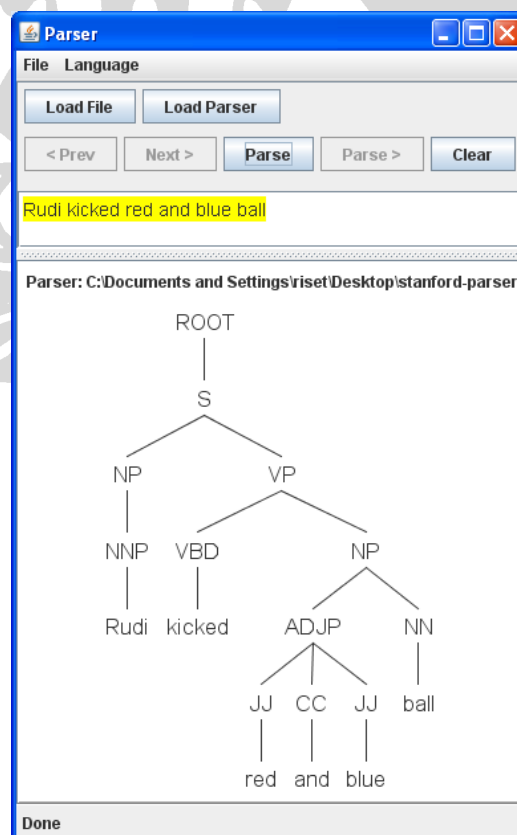 Parser
File Language
Load File Load Parser
< Prev Next > Parse Parse > Clear
Rudi kicked red and blue ball
Parser: C:\Documents and Settings\riset\Desktop\stanford-parser
ROOT
S
NP VP
NNP VBD NP
Rudi kicked ADJP NN
JJ CC JJ ball
red and blue
Done